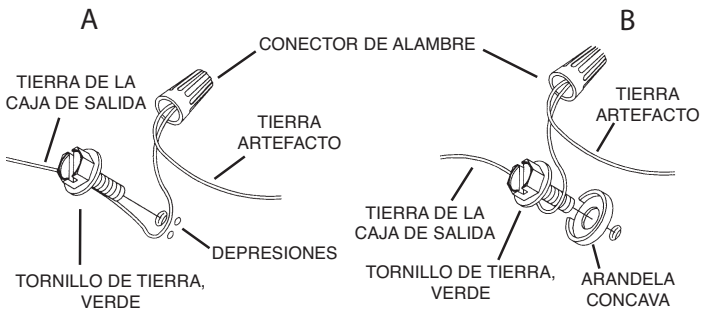 A
B
CONECTOR DE ALAMBRE
TIERRA DE LA
CAJA DE SALIDA
TIERRA
ARTEFACTO
TIERRA
ARTEFACTO
DEPRESIONES
TORNILLO DE TIERRA,
VERDE
TIERRA DE LA
CAJA DE SALIDA
TORNILLO DE TIERRA,
VERDE
ARANDELA
CONCAVA